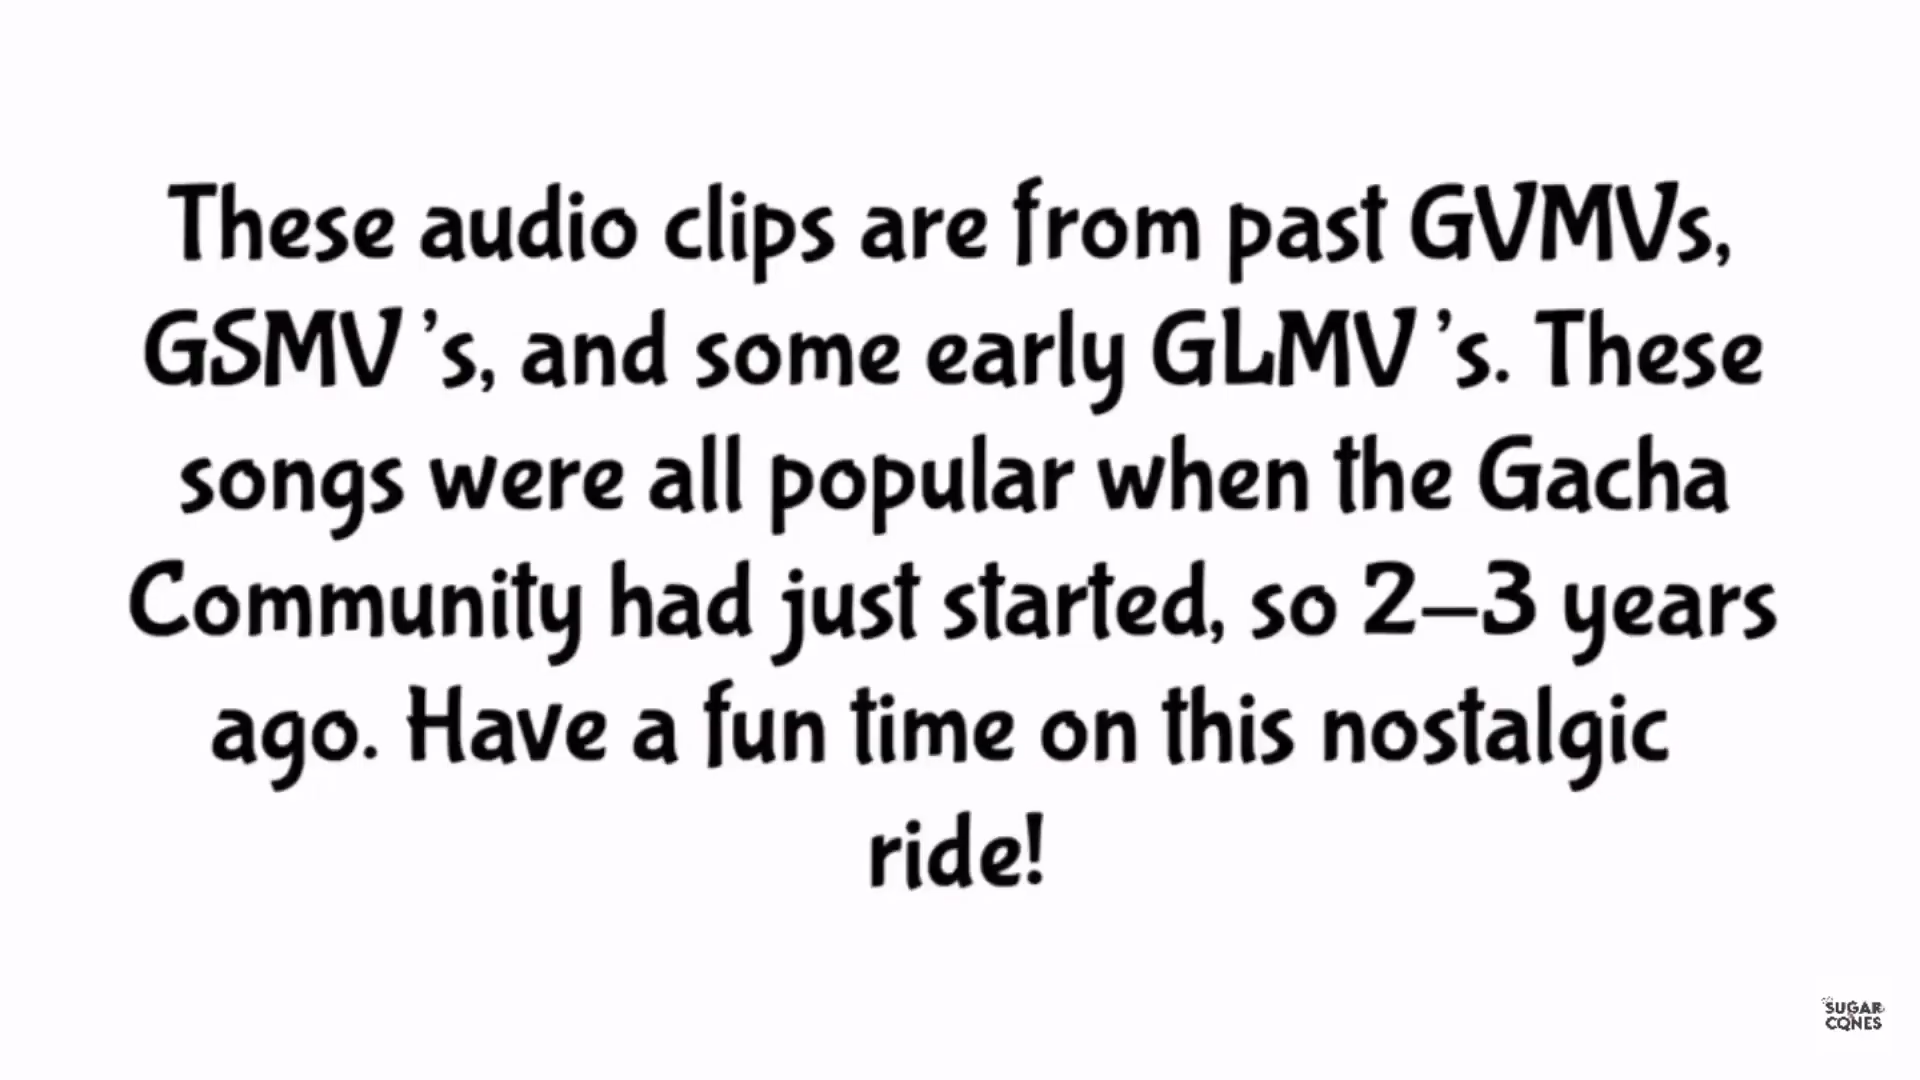 These audio clips are from past GVMVs,
GSMV's, and some early GLMV's. These
songs were all popular when the Gacha
Community had just started, so 2–3 years
ago. Have a fun time on this nostalgic
ride!
SUGAR
CONES